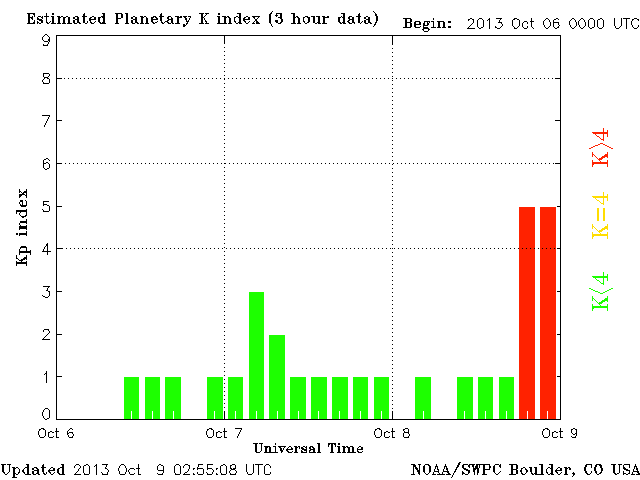 Estimated Planetary K index (3 hour data) Begin: 2013 Oct 06 0000 UTC
9
8
7
6
5
4
3
2
1
0
Kp index
K>4
K=4
K<4
Oct 6 Oct 7 Oct 8 Oct 9
Universal Time
Updated 2013 Oct 9 02:55:08 UTC NOAA/SWPC Boulder, CO USA